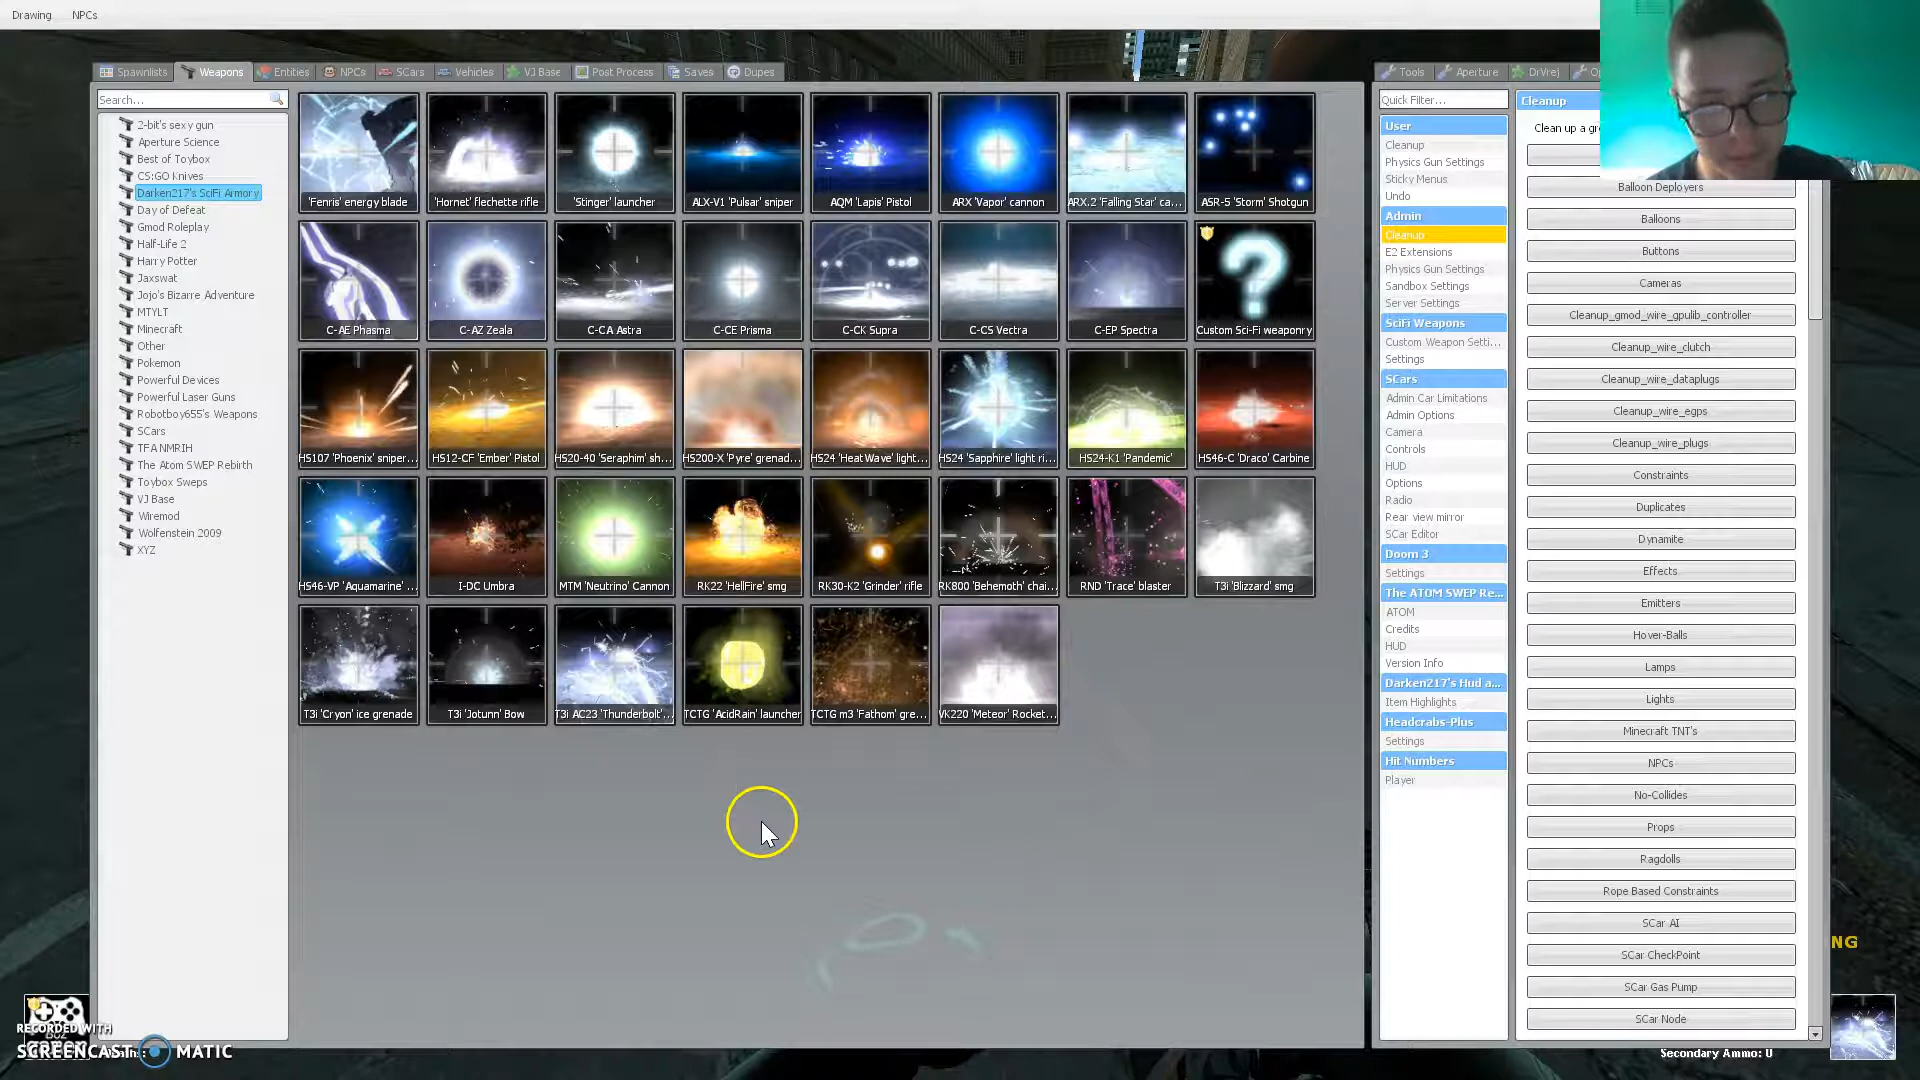 Drawing NPCs
Spawnlists Weapons Entities NPCs SCars Vehicles VJ Base Post Process Saves Dupes
Tools Aperture DrVrej
Search...
2-bit's sexy gun
Aperture Science
Best of Toybox
CS:GO Knives
Darken217's SciFi Armory
Day of Defeat
Gmod Roleplay
Half-Life 2
Harry Potter
Jaxswat
Jojo's Bizarre Adventure
MTYLT
Minecraft
Other
Pokemon
Powerful Devices
Powerful Laser Guns
Robotboy655's Weapons
SCars
TFA NMRIH
The Atom SWEP Rebirth
Toybox Sweps
VJ Base
Wiremod
Wolfenstein 2009
XYZ
'Fenris' energy blade
'Hornet' flechette rifle
'Stinger' launcher
ALX-V1 'Pulsar' sniper
AQM 'Lapis' Pistol
ARX 'Vapor' cannon
ARX.2 'Falling Star' ca...
ASR-5 'Storm' Shotgun
C-AE Phasma
C-AZ Zeala
C-CA Astra
C-CE Prisma
C-CK Supra
C-CS Vectra
C-EP Spectra
Custom Sci-Fi weaponry
HS107 'Phoenix' sniper...
HS12-CF 'Ember' Pistol
HS20-40 'Seraphim' sh...
HS200-X 'Pyre' grenad...
HS24 'HeatWave' light...
HS24 'Sapphire' light ri...
HS24-K1 'Pandemic'
HS46-C 'Draco' Carbine
HS46-VP 'Aquamarine' ...
I-DC Umbra
MTM 'Neutrino' Cannon
RK22 'HellFire' smg
RK30-K2 'Grinder' rifle
RK800 'Behemoth' chai...
RND 'Trace' blaster
T3i 'Blizzard' smg
T3i 'Cryon' ice grenade
T3i 'Jotunn' Bow
T3i AC23 'Thunderbolt'...
TCTG 'AcidRain' launcher
TCTG m3 'Fathom' gre...
VK220 'Meteor' Rocket...
Quick Filter...
User
Cleanup
Physics Gun Settings
Sticky Menus
Undo
Admin
Cleanup
E2 Extensions
Physics Gun Settings
Sandbox Settings
Server Settings
SciFi Weapons
Custom Weapon Setti...
Settings
SCars
Admin Car Limitations
Admin Options
Camera
Controls
HUD
Options
Radio
Rear view mirror
SCar Editor
Doom 3
Settings
The ATOM SWEP Re...
ATOM
Credits
HUD
Version Info
Darken217's Hud a...
Item Highlights
Headcrabs-Plus
Settings
Hit Numbers
Player
Cleanup
Clean up a
Balloon Deployers
Balloons
Buttons
Cameras
Cleanup_gmod_wire_gpulib_controller
Cleanup_wire_clutch
Cleanup_wire_dataplugs
Cleanup_wire_egps
Cleanup_wire_plugs
Constraints
Duplicates
Dynamite
Effects
Emitters
Hover-Balls
Lamps
Lights
Minecraft TNT's
NPCs
No-Collides
Props
Ragdolls
Rope Based Constraints
SCar AI
SCar CheckPoint
SCar Gas Pump
SCar Node
NG
RECORDED WITH
SCREENCAST MATIC
Secondary Ammo: 0